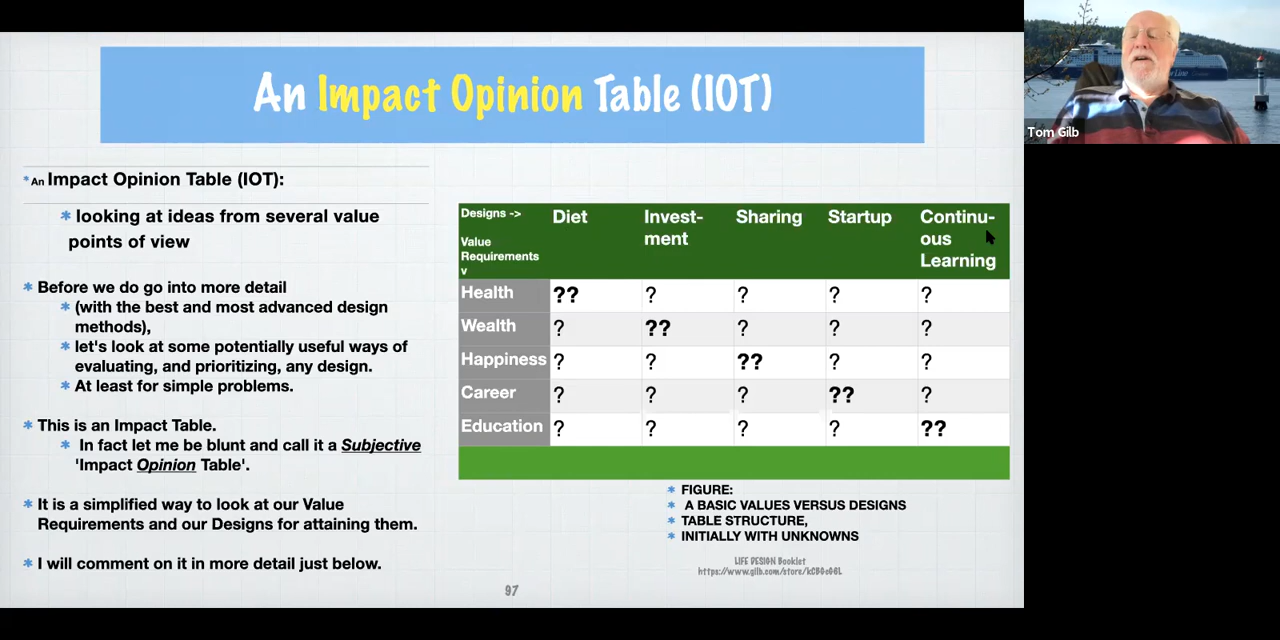 An Impact Opinion Table (IOT)
* An Impact Opinion Table (IOT):
* looking at ideas from several value
points of view
* Before we do go into more detail
* (with the best and most advanced design
methods),
* let's look at some potentially useful ways of
evaluating, and prioritizing, any design.
* At least for simple problems.
* This is an Impact Table.
* In fact let me be blunt and call it a Subjective
'Impact Opinion Table'.
* It is a simplified way to look at our Value
Requirements and our Designs for attaining them.
* I will comment on it in more detail just below.
Designs ->
Value
Requirements
v
Diet
Invest-
ment
Sharing
Startup
Continu-
ous
Learning
Health ?? ? ? ? ?
Wealth ? ?? ? ? ?
Happiness ? ? ?? ? ?
Career ? ? ? ?? ?
Education ? ? ? ? ??
* FIGURE:
* A BASIC VALUES VERSUS DESIGNS
* TABLE STRUCTURE,
* INITIALLY WITH UNKNOWNS
LIFE DESIGN Booklet
97
Tom Gilb